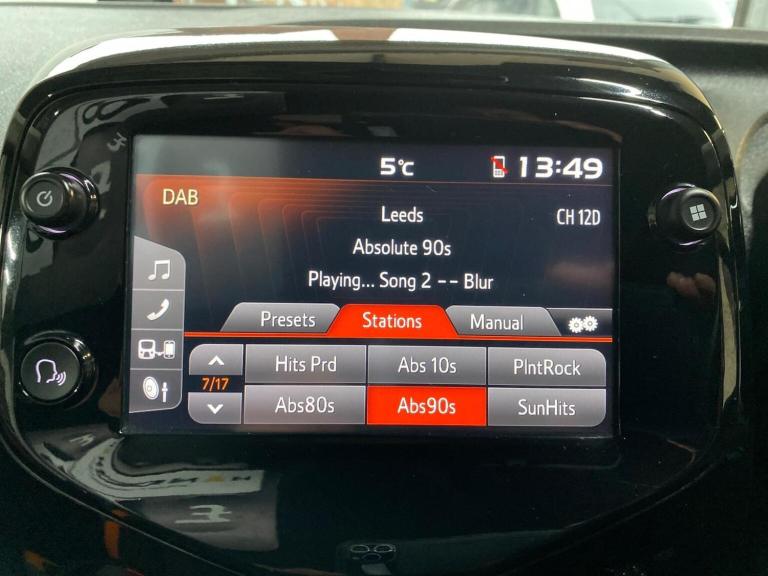 5°C 13:49
DAB
Leeds CH 12D
Absolute 90s
Playing... Song 2 -- Blur
Presets Stations Manual
7/17
Hits Prd Abs 10s PlntRock
Abs80s Abs90s SunHits